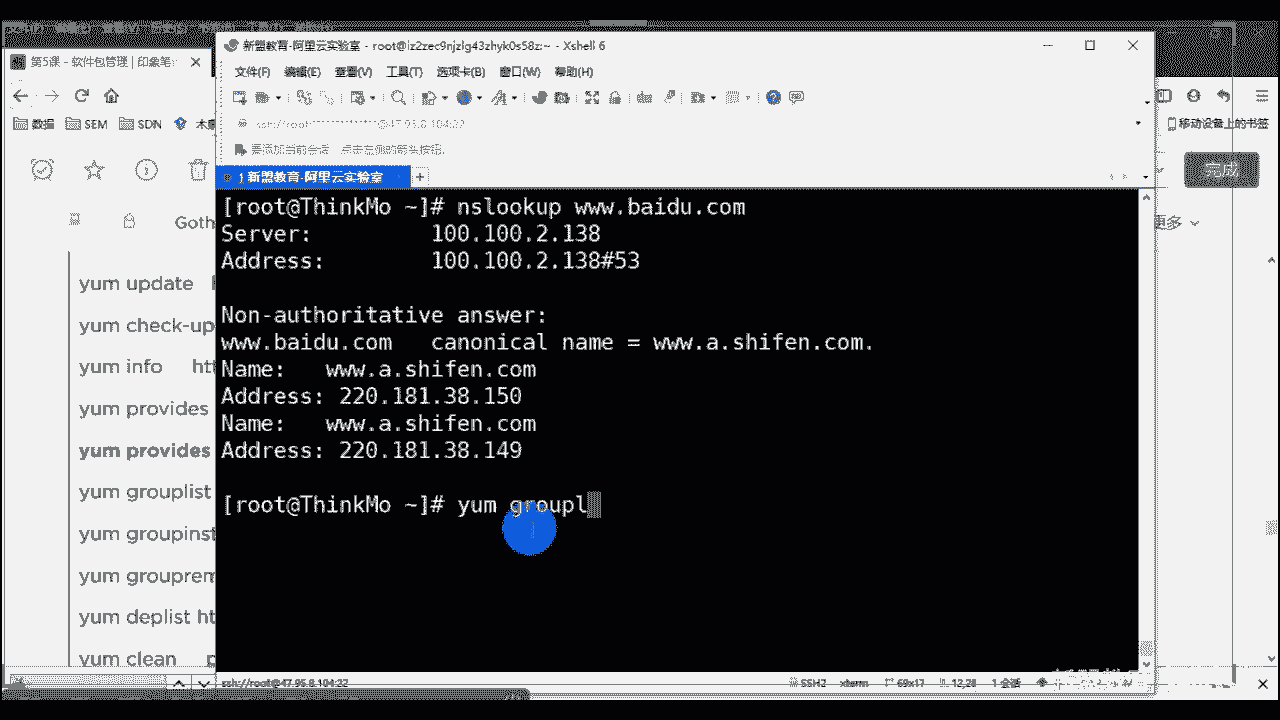 新盟教育-阿里云实验室 - root@iz2zec9njzlg43zhyk0s58z:~ - Xshell 6
第5课 - 软件包管理 | 印象笔
文件(F) 编辑(E) 查看(V) 工具(T) 选项卡(B) 窗口(W) 帮助(H)
数据 SEM SDN 木
移动设备上的书签
要添加当前会话,点击左侧的箭头按钮。
1 新盟教育-阿里云实验室
完成
Goth
更多
[root@ThinkMo ~]# nslookup www.baidu.com
Server: 100.100.2.138
Address: 100.100.2.138#53
Non-authoritative answer:
www.baidu.com canonical name = www.a.shifen.com.
Name: www.a.shifen.com
Address: 220.181.38.150
Name: www.a.shifen.com
Address: 220.181.38.149
[root@ThinkMo ~]# yum groupl
yum update
yum check-up
yum info ht
yum provides
yum provides
yum grouplist
yum groupinst
yum grouprem
yum deplist ht
yum clean
ssh://root@47.95.8.104:22
SSH2 xterm 69x17 12,28 1 会话